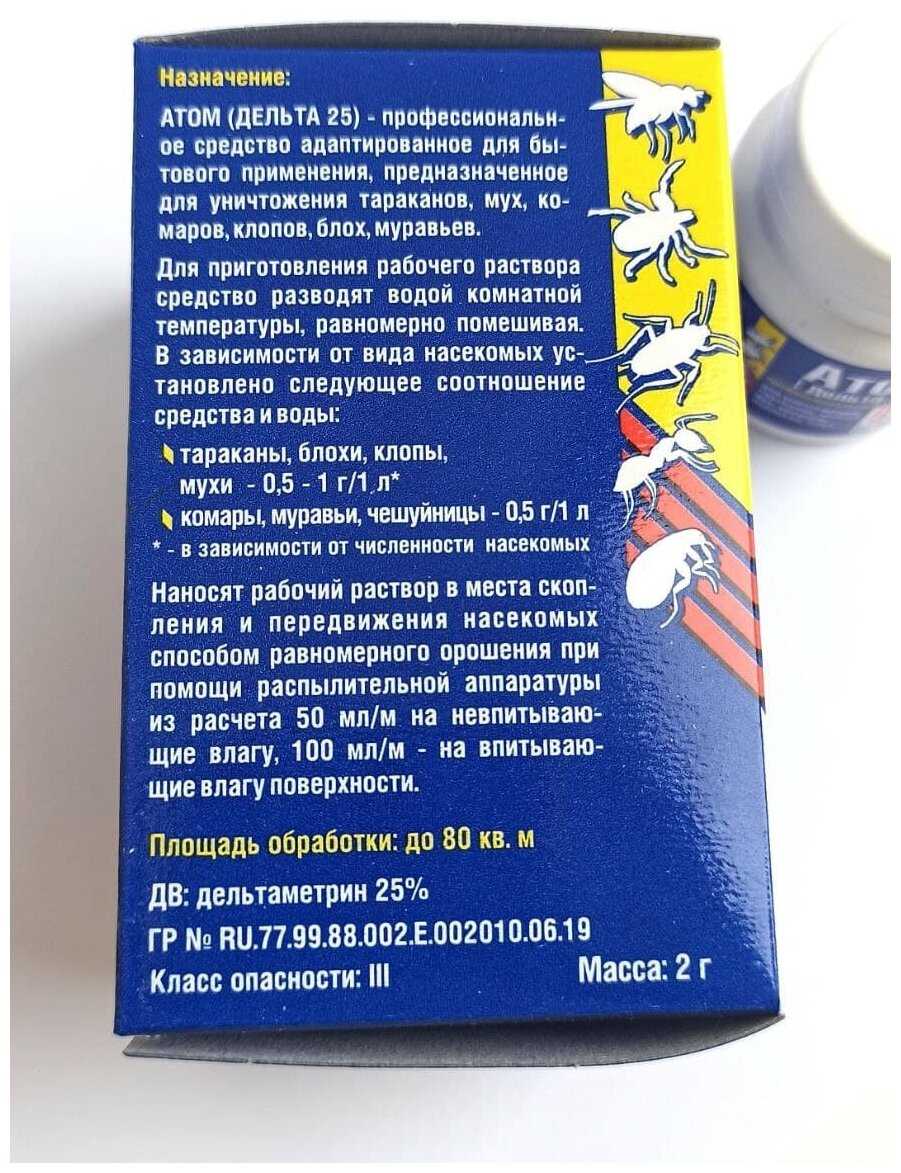 Назначение:
АТОМ (ДЕЛЬТА 25) - профессиональн-
ое средство адаптированное для бы-
тового применения, предназначенное
для уничтожения тараканов, мух, ко-
маров, клопов, блох, муравьев.
Для приготовления рабочего раствора
средство разводят водой комнатной
температуры, равномерно помешивая.
В зависимости от вида насекомых ус-
тановлено следующее соотношение
средства и воды:
тараканы, блохи, клопы,
мухи - 0,5 - 1 г/1 л*
комары, муравьи, чешуйницы - 0,5 г/1 л
* - в зависимости от численности насекомых
Наносят рабочий раствор в места скоп-
ления и передвижения насекомых
способом равномерного орошения при
помощи распылительной аппаратуры
из расчета 50 мл/м на невпитываю-
щие влагу, 100 мл/м - на впитываю-
щие влагу поверхности.
Площадь обработки: до 80 кв. м
ДВ: дельтаметрин 25%
ГР № RU.77.99.88.002.E.002010.06.19
Класс опасности: III
Масса: 2 г